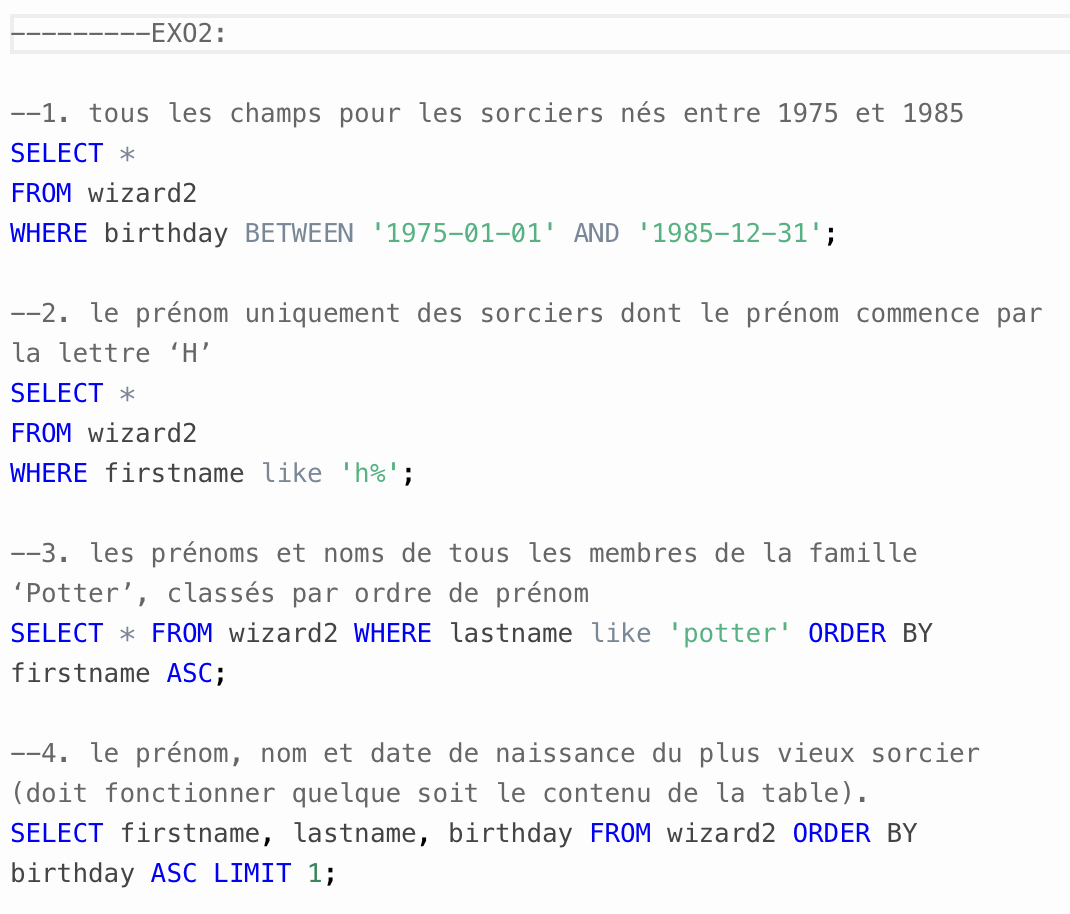 ---------EXO2:
--1. tous les champs pour les sorciers nés entre 1975 et 1985
SELECT *
FROM wizard2
WHERE birthday BETWEEN '1975-01-01' AND '1985-12-31';
--2. le prénom uniquement des sorciers dont le prénom commence par
la lettre ‘H’
SELECT *
FROM wizard2
WHERE firstname like 'h%';
--3. les prénoms et noms de tous les membres de la famille
‘Potter’, classés par ordre de prénom
SELECT * FROM wizard2 WHERE lastname like 'potter' ORDER BY
firstname ASC;
--4. le prénom, nom et date de naissance du plus vieux sorcier
(doit fonctionner quelque soit le contenu de la table).
SELECT firstname, lastname, birthday FROM wizard2 ORDER BY
birthday ASC LIMIT 1;